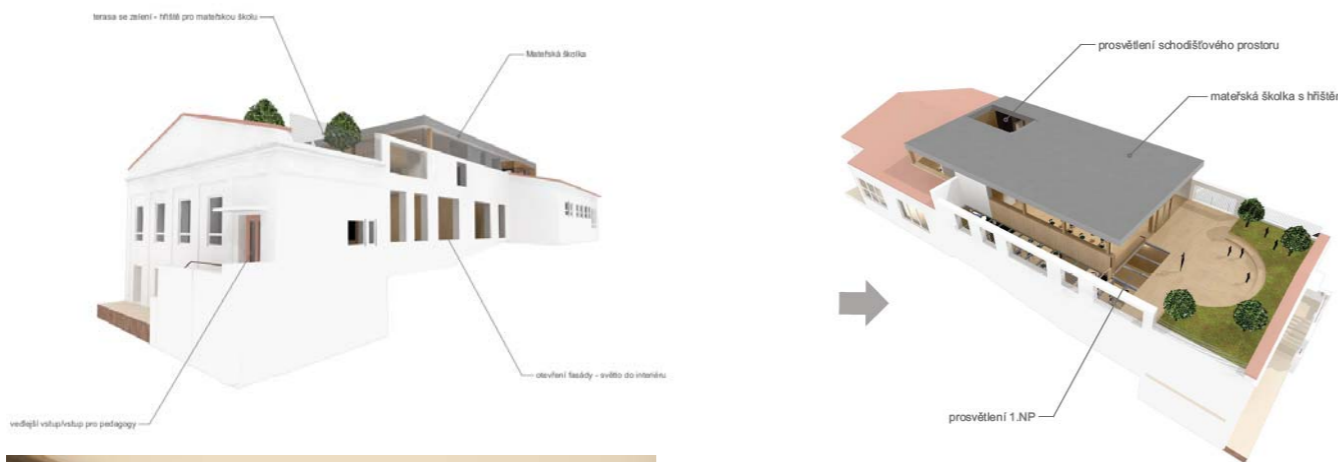 terasa se zelení - hřiště pro mateřskou školu
Mateřská školka
otevření fasády - světlo do interiéru
vedlejší vstup/vstup pro pedagogy
prosvětlení schodišťového prostoru
mateřská školka s hřiště
prosvětlení 1.NP